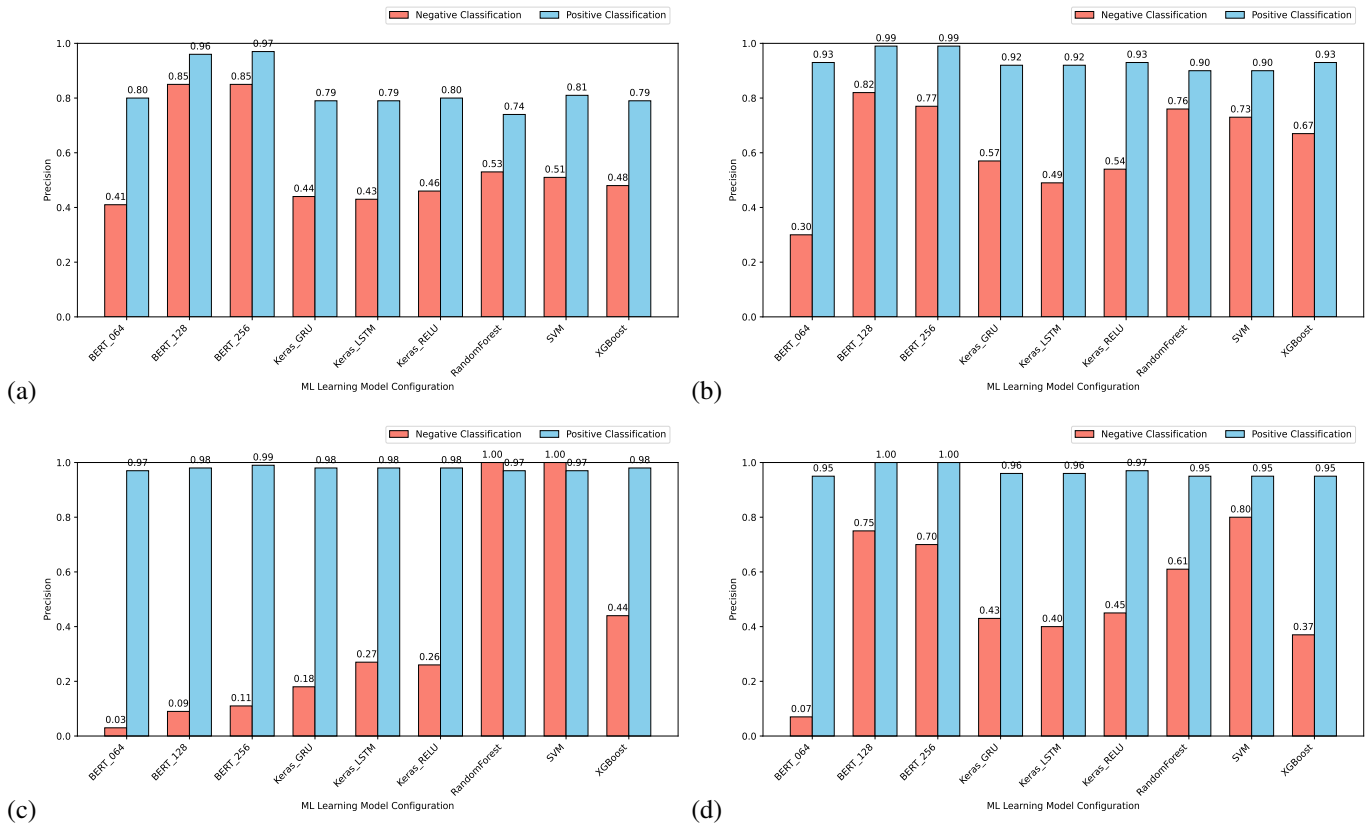 Negative Classification Positive Classification
1.0
0.8
0.6
0.4
0.2
0.0
Precision
0.41 0.80 0.85 0.96 0.85 0.97 0.44 0.79 0.43 0.79 0.46 0.80 0.53 0.74 0.51 0.81 0.48 0.79
BERT_064 BERT_128 BERT_256 Keras_GRU Keras_LSTM Keras_RELU RandomForest SVM XGBoost
ML Learning Model Configuration
(a)
Negative Classification Positive Classification
1.0
0.8
0.6
0.4
0.2
0.0
Precision
0.30 0.93 0.82 0.99 0.77 0.99 0.57 0.92 0.49 0.92 0.54 0.93 0.76 0.90 0.73 0.90 0.67 0.93
BERT_064 BERT_128 BERT_256 Keras_GRU Keras_LSTM Keras_RELU RandomForest SVM XGBoost
ML Learning Model Configuration
(b)
Negative Classification Positive Classification
1.0
0.8
0.6
0.4
0.2
0.0
Precision
0.03 0.97 0.09 0.98 0.11 0.99 0.18 0.98 0.27 0.98 0.26 0.98 1.00 0.97 1.00 0.97 0.44 0.98
BERT_064 BERT_128 BERT_256 Keras_GRU Keras_LSTM Keras_RELU RandomForest SVM XGBoost
ML Learning Model Configuration
(c)
Negative Classification Positive Classification
1.0
0.8
0.6
0.4
0.2
0.0
Precision
0.07 0.95 0.75 1.00 0.70 1.00 0.43 0.96 0.40 0.96 0.45 0.97 0.61 0.95 0.80 0.95 0.37 0.95
BERT_064 BERT_128 BERT_256 Keras_GRU Keras_LSTM Keras_RELU RandomForest SVM XGBoost
ML Learning Model Configuration
(d)